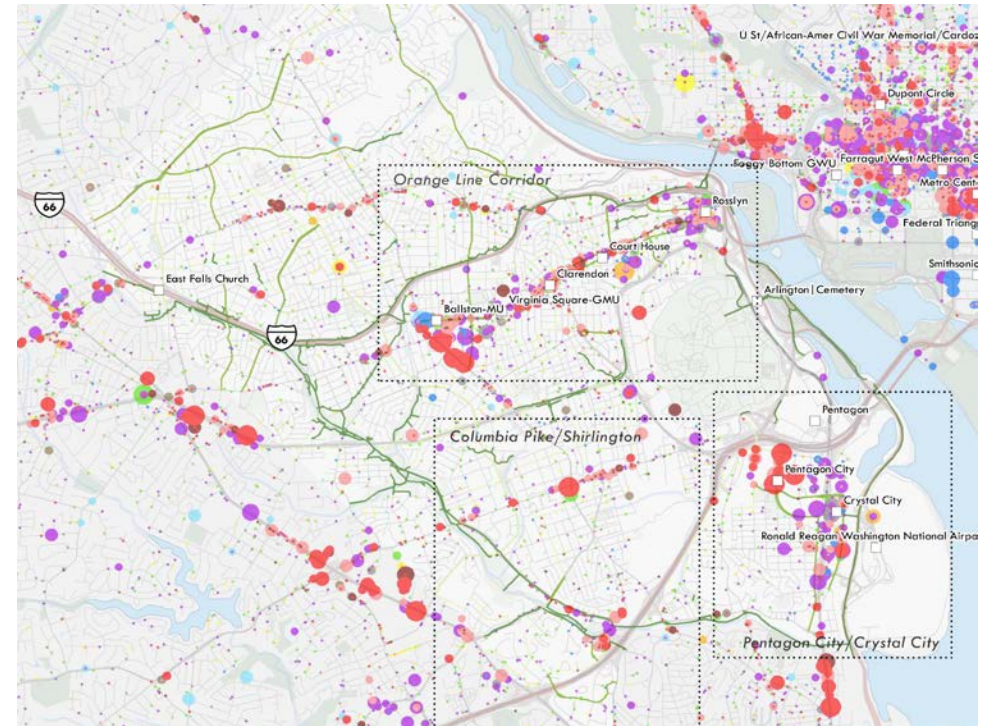 U St/African-Amer Civil War Memorial/Cardoz
Dupont Circle
Foggy Bottom GWU
Farragut West
McPherson S
Metro Cent
Federal Triang
Smithsonia
Orange Line Corridor
Rosslyn
66
Court House
East Falls Church
Clarendon
Arlington|Cemetery
Virginia Square-GMU
Ballston-MU
66
Pentagon
Columbia Pike/Shirlington
Pentagon City
Crystal City
Ronald Reagan Washington National Airpo
Pentagon City/Crystal City